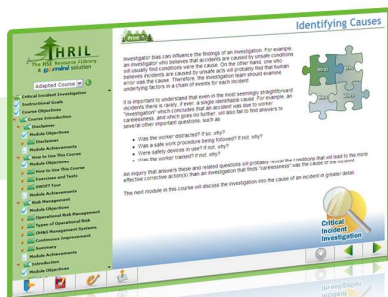 Identifying Causes
THRIL
The HSE Resource Library
a gemini solution
Adapted Course
Print
Critical Incident Investigation
Instructional Goals
Course Objectives
Course Introduction
Disclaimer
Module Objectives
Disclaimer
Module Achievements
How to Use This Course
Module Objectives
How to Use This Course
Exercises and Tests
SWOFT Tour
Module Achievements
Risk Management
Module Objectives
Operational Risk Management
Types of Operational Risk
OH&S Management Systems
Continuous Improvement
Summary
Module Achievements
Introduction
Module Objectives
Investigator bias can influence the findings of an investigation. For example,
an investigator who believes that accidents are caused by unsafe conditions
will usually find conditions were the cause. On the other hand, one who
believes incidents are caused by unsafe acts will probably find that human
error was the cause. Therefore, the investigation team should examine
underlying factors in a chain of events for each incident.
It is important to understand that even in the most seemingly straightforward
incidents there is rarely, if ever, a single identifiable cause. For example, an
"investigation" which concludes that an accident was due to worker
carelessness, and which goes no further, will also fail to find answers to
several other important questions, such as
• Was the worker distracted? If so, why?
• Was a safe work procedure being followed? If not, why?
• Were safety devices in use? If not, why?
• Was the worker trained? If not, why?
An inquiry that answers these and related questions will probably reveal the conditions that will lead to the more
effective corrective action(s) than an investigation that finds "carelessness" was the cause of the incident.
The next module in this course will discuss the investigation into the cause of an incident in greater detail
What
Critical
Incident
Investigation